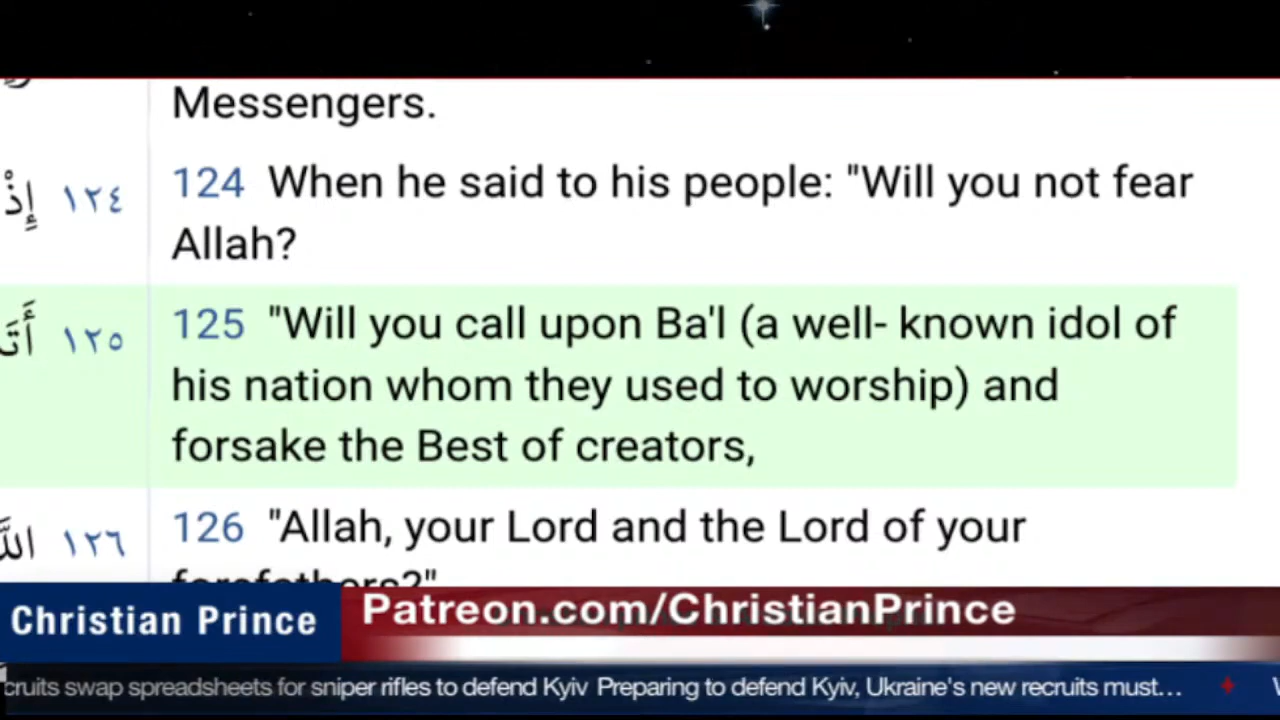 Messengers.
إِذْ ١٢٤ 124 When he said to his people: "Will you not fear
Allah?
١٢٥ 125 "Will you call upon Ba'l (a well- known idol of
his nation whom they used to worship) and
forsake the Best of creators,
١٢٦ 126 "Allah, your Lord and the Lord of your
forefathers?"
Christian Prince
Patreon.com/ChristianPrince
cruits swap spreadsheets for sniper rifles to defend Kyiv Preparing to defend Kyiv, Ukraine's new recruits must...